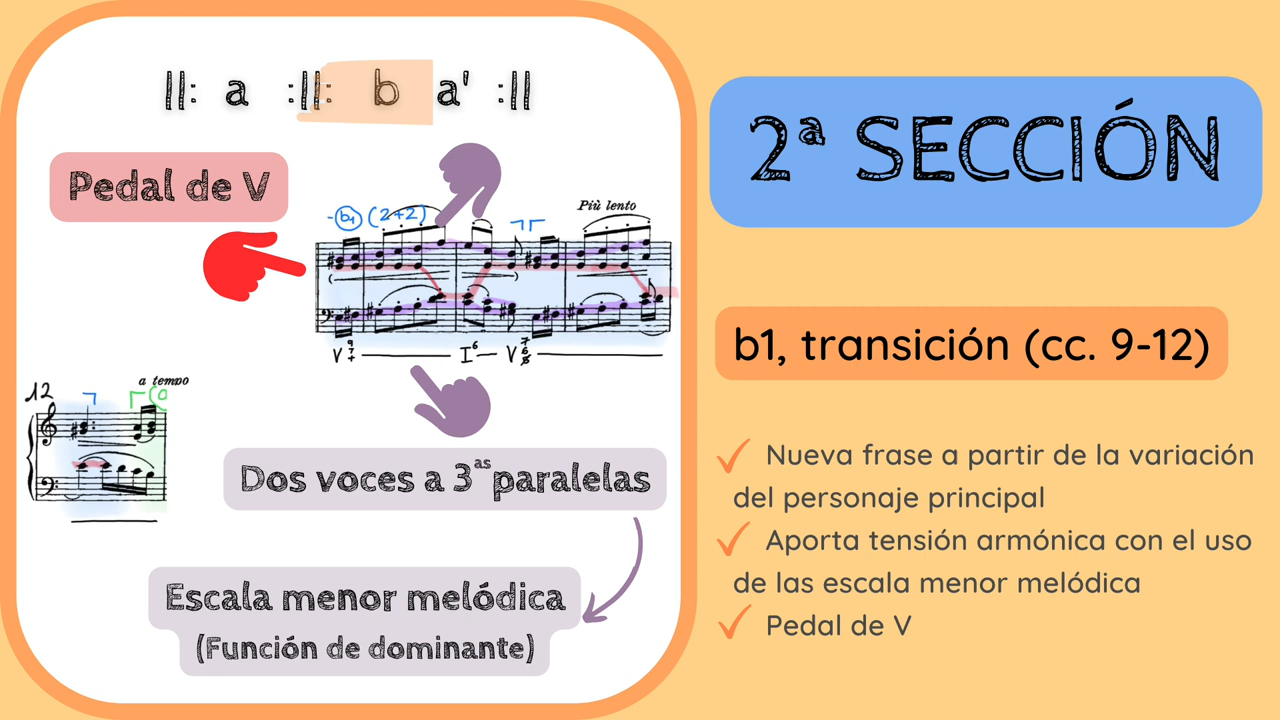 ||: a :||: b a' :||
Pedal de V
-b1 (2+2)
Più lento
V 9 7 + I6 V 7 6
12
a tempo
Dos voces a 3as paralelas
Escala menor melódica
(Función de dominante)
2ª SECCIÓN
b1, transición (cc. 9-12)
Nueva frase a partir de la variación
del personaje principal
Aporta tensión armónica con el uso
de las escala menor melódica
Pedal de V